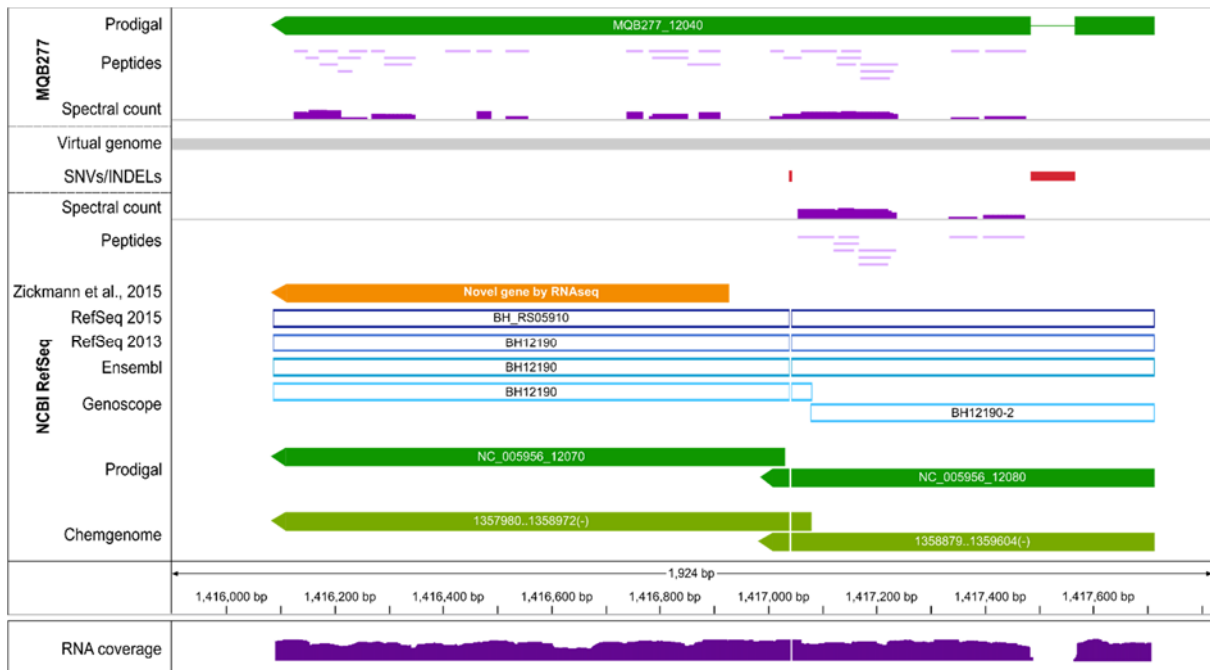 MQB277
Prodigal
MQB277_12040
Peptides
Spectral count
Virtual genome
SNVs/INDELs
NCBI RefSeq
Spectral count
Peptides
Zickmann et al., 2015
Novel gene by RNAseq
RefSeq 2015
BH_RS05910
RefSeq 2013
BH12190
Ensembl
BH12190
Genoscope
BH12190
BH12190-2
Prodigal
NC_005956_12070
NC_005956_12080
Chemgenome
1357980..1358972(-)
1358879..1359604(-)
1,924 bp
1,416,000 bp 1,416,200 bp 1,416,400 bp 1,416,600 bp 1,416,800 bp 1,417,000 bp 1,417,200 bp 1,417,400 bp 1,417,600 bp
RNA coverage